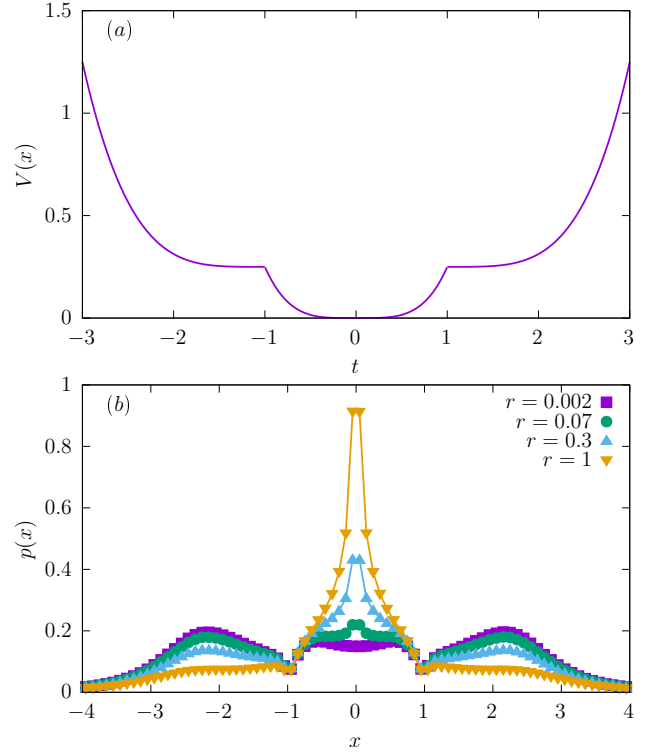 1.5
(a)
1
V(x)
0.5
0
−3 −2 −1 0 1 2 3
t
1
(b)
r = 0.002
r = 0.07
0.8
r = 0.3
r = 1
0.6
p(x)
0.4
0.2
0
−4 −3 −2 −1 0 1 2 3 4
x